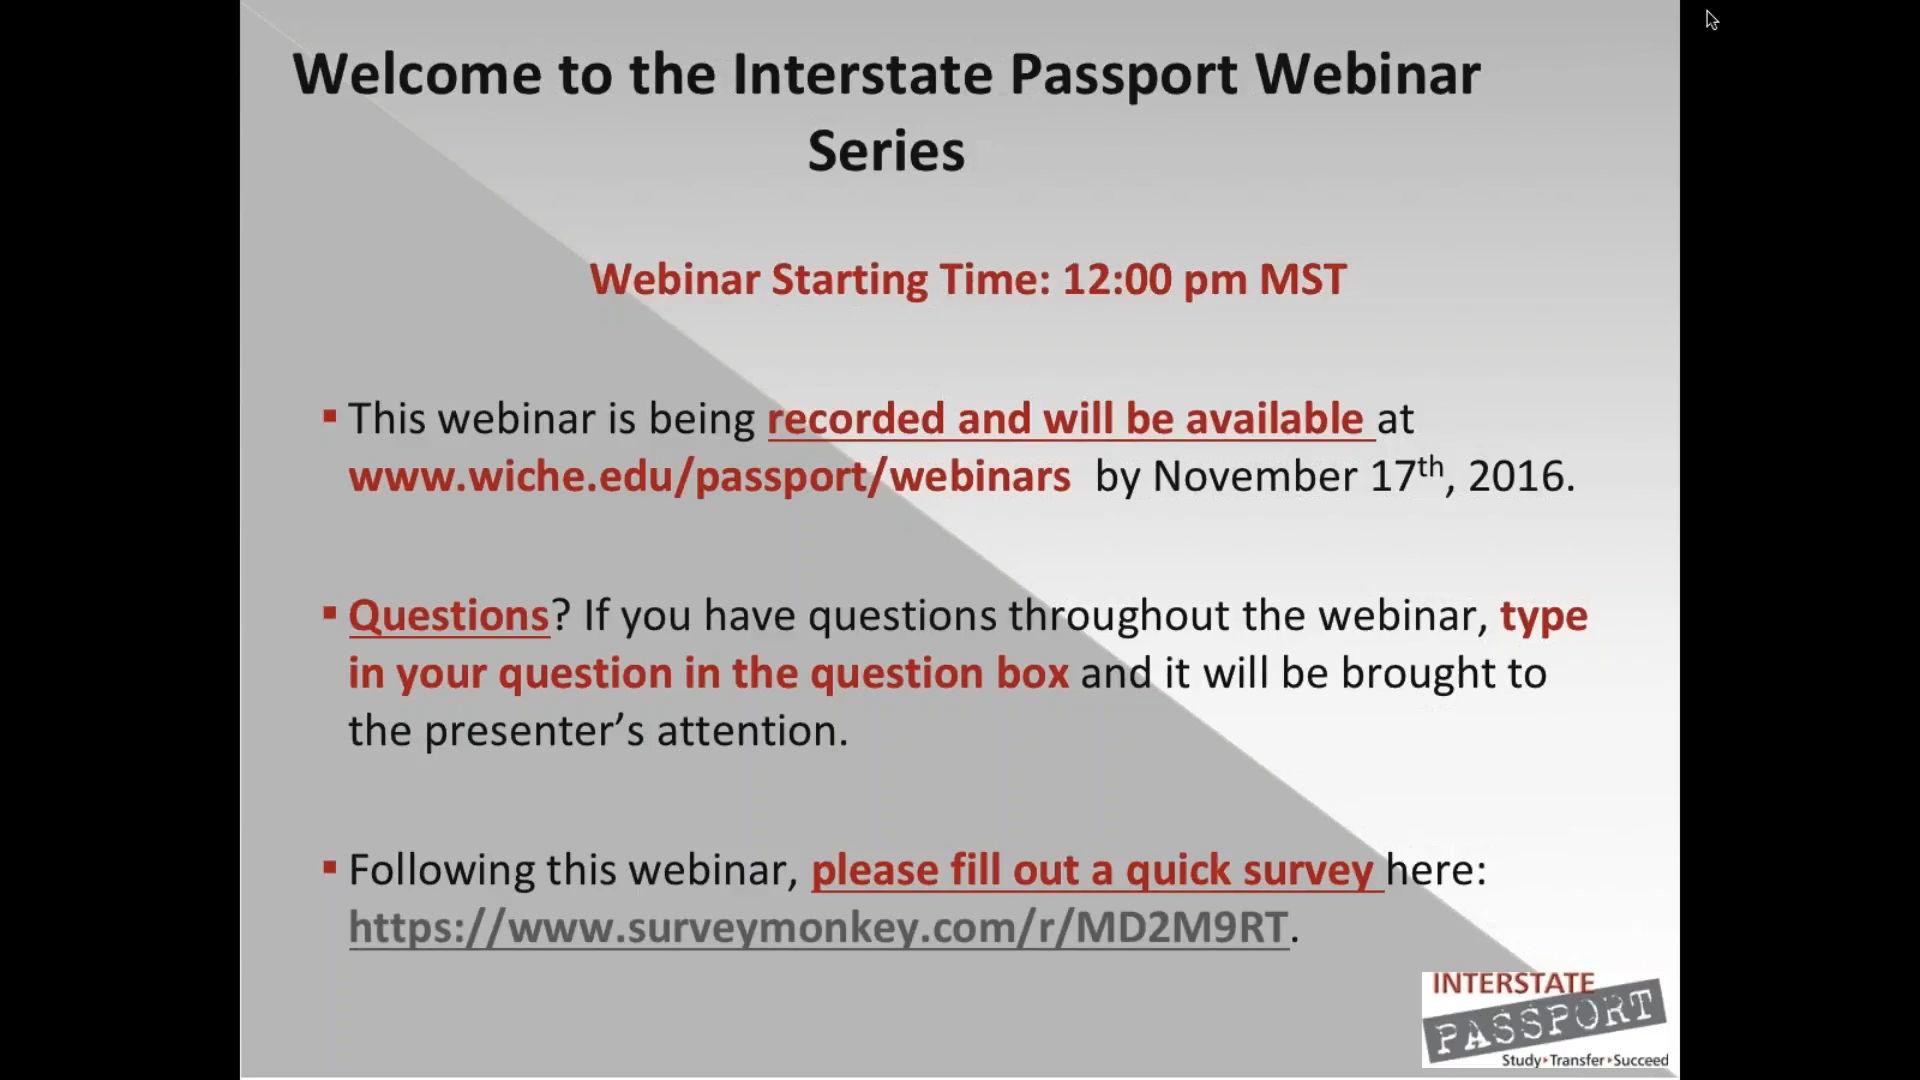 Welcome to the Interstate Passport Webinar
Series
Webinar Starting Time: 12:00 pm MST
▪ This webinar is being recorded and will be available at
www.wiche.edu/passport/webinars by November 17th, 2016.
▪ Questions? If you have questions throughout the webinar, type
in your question in the question box and it will be brought to
the presenter’s attention.
▪ Following this webinar, please fill out a quick survey here:
https://www.surveymonkey.com/r/MD2M9RT.
INTERSTATE
PASSPORT
Study▸Transfer▸Succeed